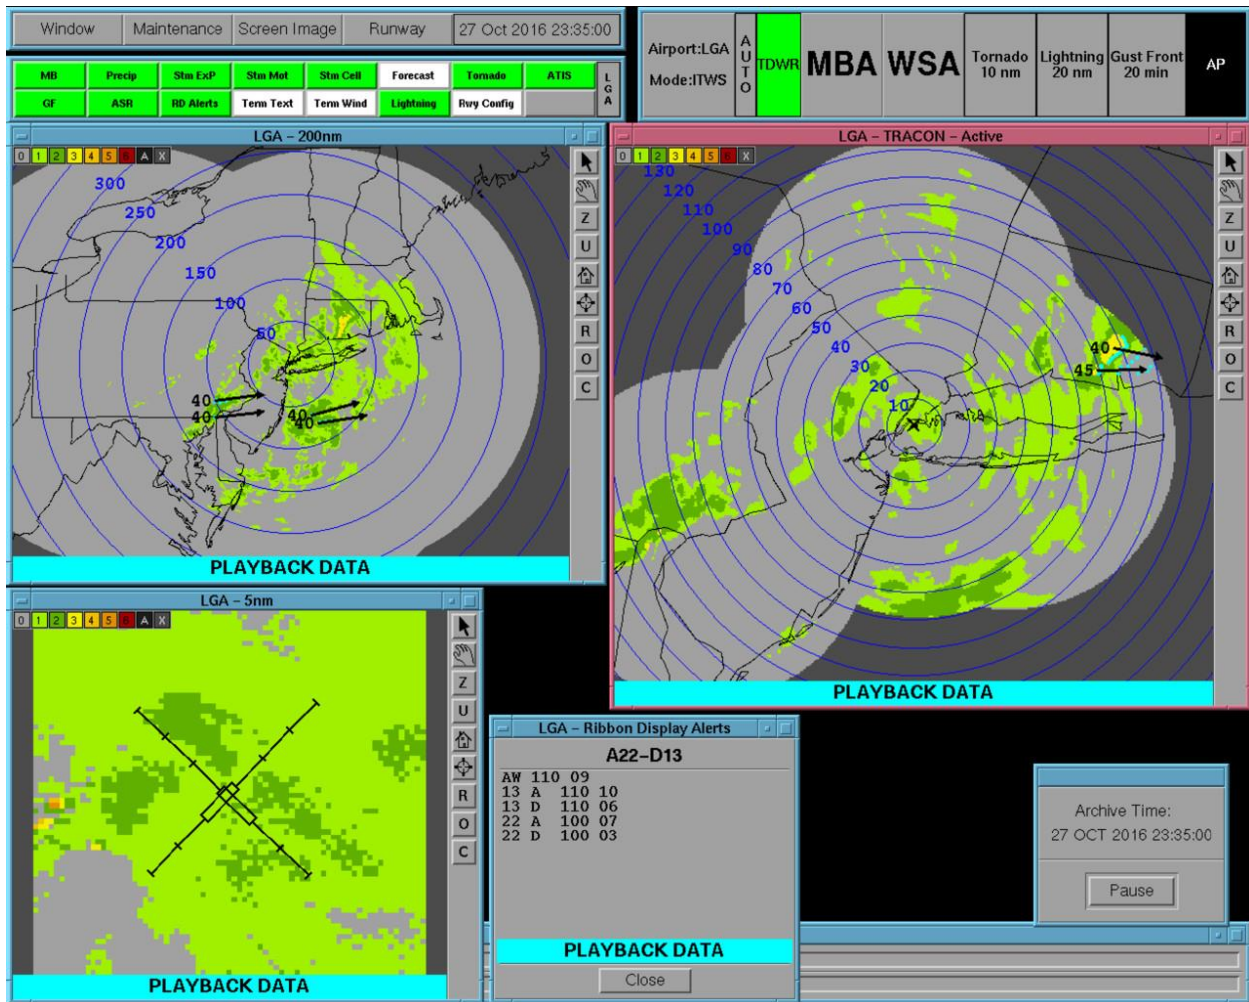 Window Maintenance Screen Image Runway 27 Oct 2016 23:35:00
MB Precip Stm ExP Stm Mot Stm Cell Forecast Tornado ATIS
GF ASR RD Alerts Term Text Term Wind Lightning Rwy Config
LGA
Airport:LGA
Mode:ITWS
AUTO
TDWR
MBA
WSA
Tornado
10 nm
Lightning
20 nm
Gust Front
20 min
AP
LGA – 200nm
0 1 2 3 4 5 6 A X
300
250
200
150
100
50
40
40
40
40
Z
U
R
O
C
PLAYBACK DATA
LGA – TRACON – Active
0 1 2 3 4 5 6 X
130
120
110
100
90
80
70
60
50
40
30
20
10
40
45
Z
U
R
O
C
PLAYBACK DATA
LGA – 5nm
0 1 2 3 4 5 6 A X
Z
U
R
O
C
PLAYBACK DATA
LGA – Ribbon Display Alerts
A22–D13
AW 110 09
13 A 110 10
13 D 110 06
22 A 100 07
22 D 100 03
PLAYBACK DATA
Close
Archive Time:
27 OCT 2016 23:35:00
Pause